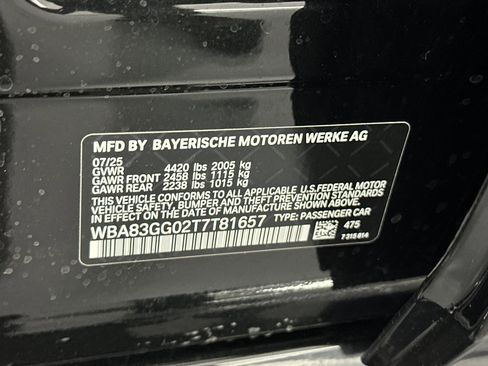 MFD BY BAYERISCHE MOTOREN WERKE AG
07/25
GVWR 4420 lbs 2005 kg
GAWR FRONT 2458 lbs 1115 kg
GAWR REAR 2238 lbs 1015 kg
THIS VEHICLE CONFORMS TO ALL APPLICABLE U.S. FEDERAL MOTOR
VEHICLE SAFETY, BUMPER AND THEFT PREVENTION STANDARDS IN
EFFECT ON THE DATE OF MANUFACTURE SHOWN ABOVE.
WBA83GG02T7T81657 TYPE: PASSENGER CAR
475
7 315 614